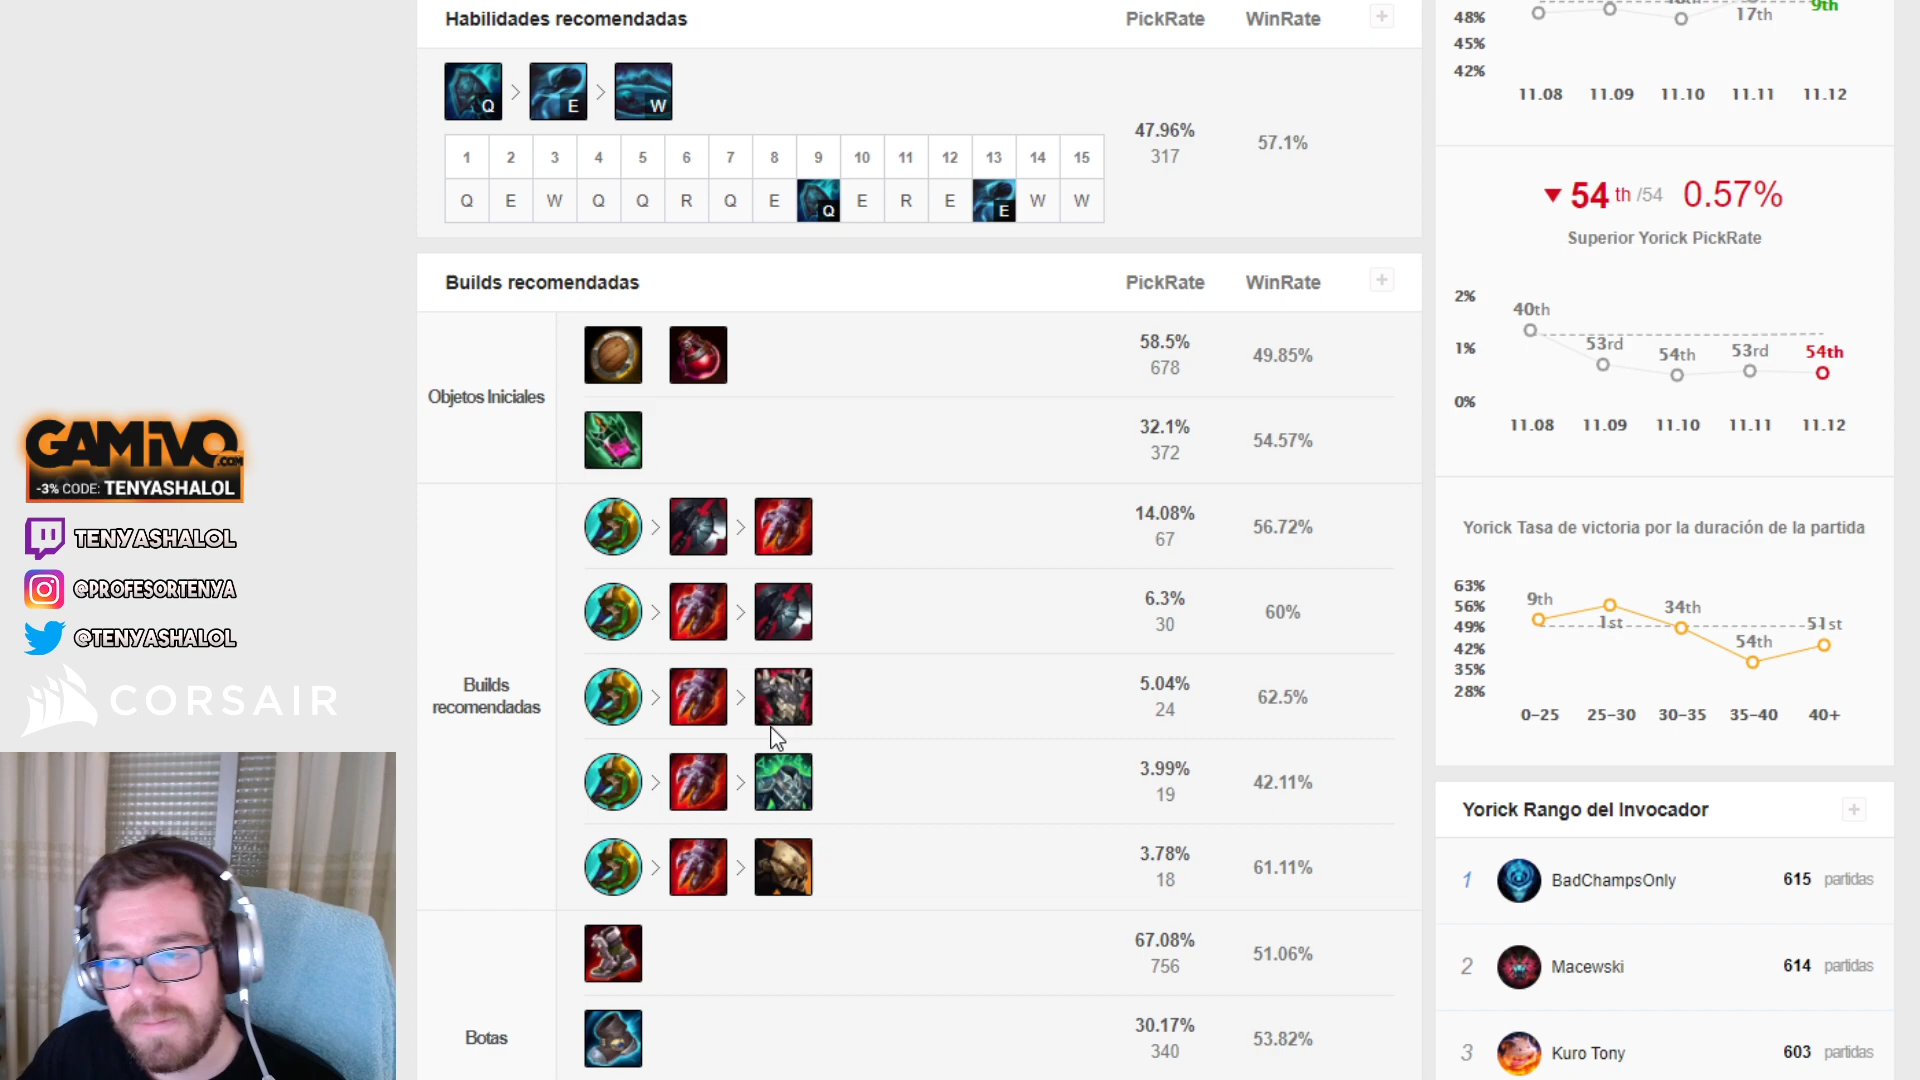 Habilidades recomendadas PickRate WinRate +
Q > E > W
47.96%
317
57.1%
1 2 3 4 5 6 7 8 9 10 11 12 13 14 15
Q E W Q Q R Q E Q E R E E W W
Builds recomendadas PickRate WinRate +
Objetos Iniciales
58.5%
678
49.85%
32.1%
372
54.57%
Builds
recomendadas
14.08%
67
56.72%
6.3%
30
60%
5.04%
24
62.5%
3.99%
19
42.11%
3.78%
18
61.11%
Botas
67.08%
756
51.06%
30.17%
340
53.82%
48%
45%
42%
17th
9th
11.08 11.09 11.10 11.11 11.12
54 th /54 0.57%
Superior Yorick PickRate
2%
1%
0%
40th
53rd
54th
53rd
54th
11.08 11.09 11.10 11.11 11.12
Yorick Tasa de victoria por la duración de la partida
63%
56%
49%
42%
35%
28%
9th
1st
34th
54th
51st
0-25 25-30 30-35 35-40 40+
Yorick Rango del Invocador +
1 BadChampsOnly 615 partidas
2 Macewski 614 partidas
3 Kuro Tony 603 partidas
GAMIVO.COM
-3% CODE: TENYASHALOL
TENYASHALOL
@PROFESORTENYA
@TENYASHALOL
CORSAIR